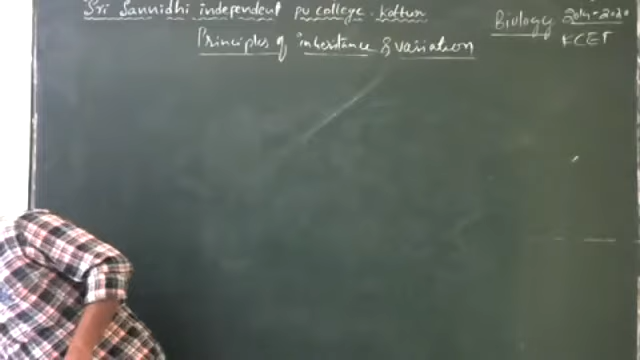 Sri Sannidhi independent pu college. Kottur
Biology 2019-2020
KCET
Principles of inheritance & variation